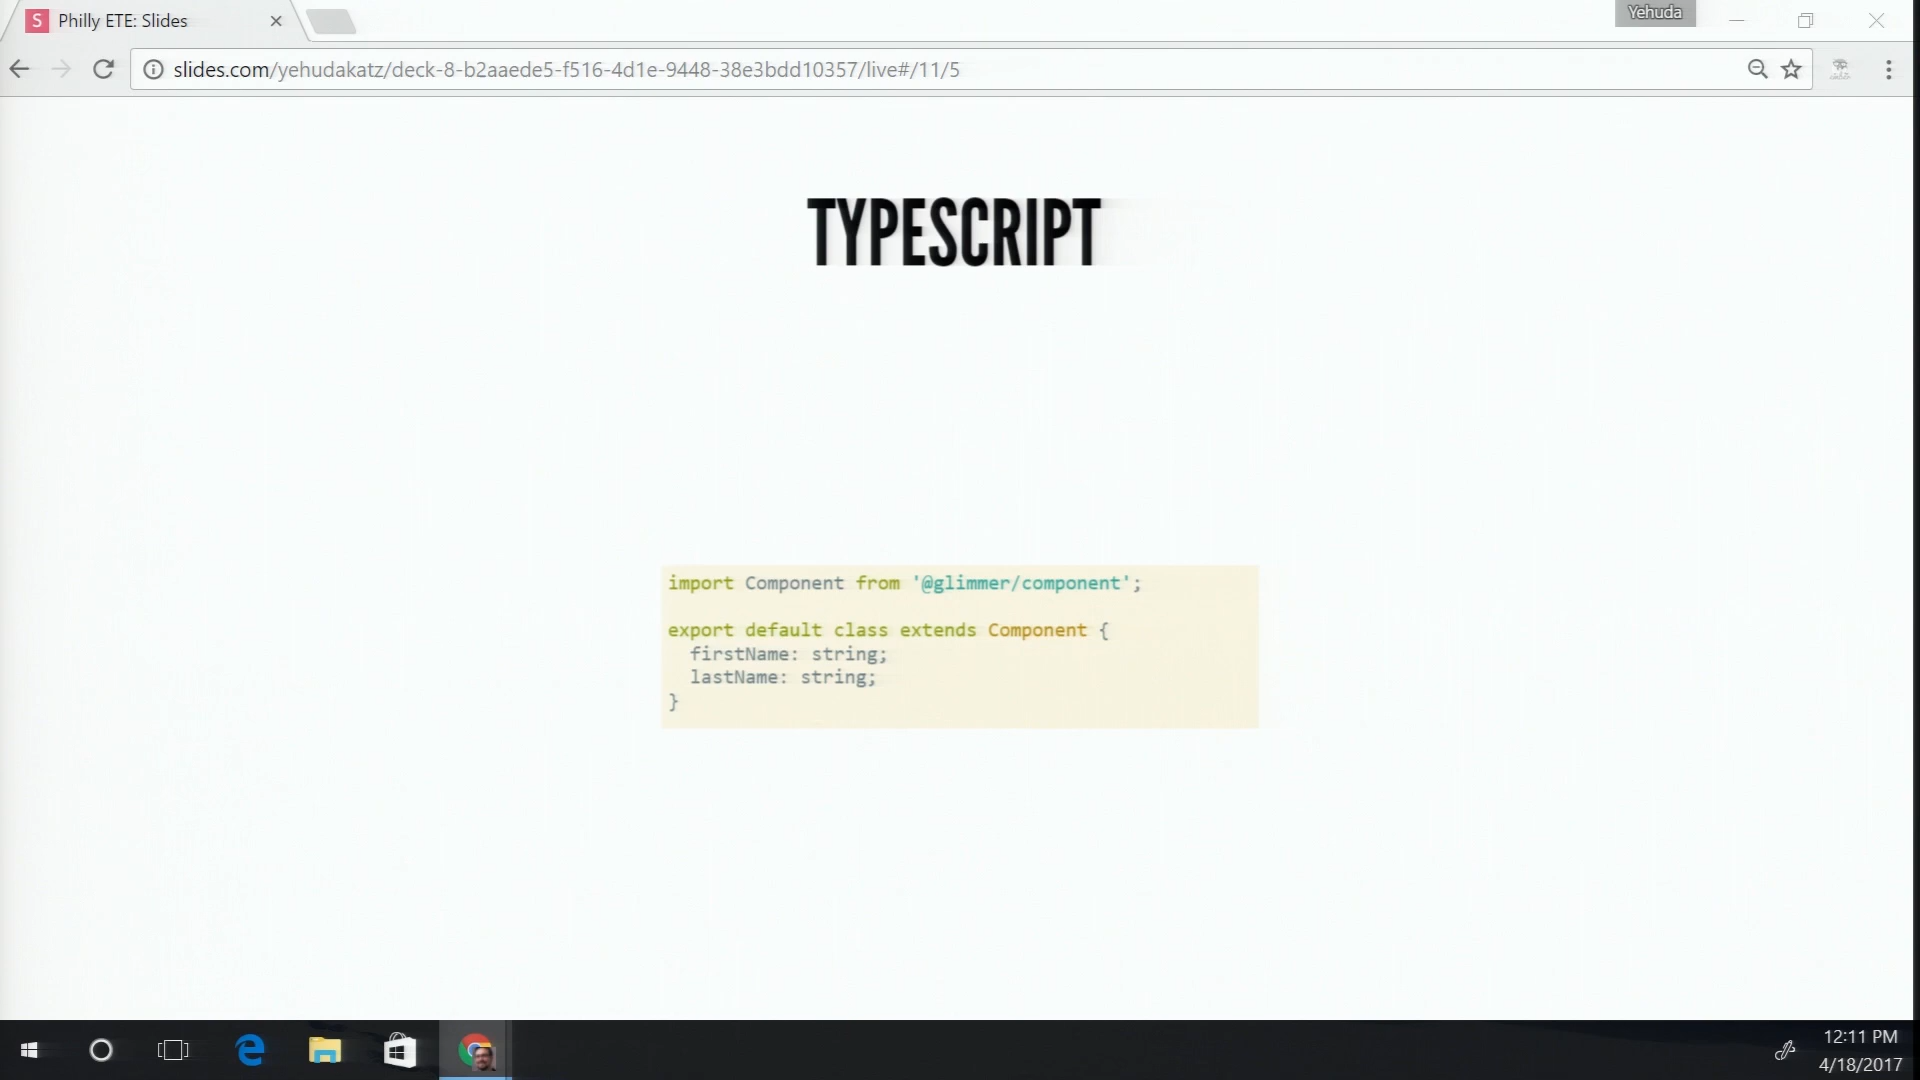 S Philly ETE: Slides
Yehuda
slides.com/yehudakatz/deck-8-b2aaede5-f516-4d1e-9448-38e3bdd10357/live#/11/5
TYPESCRIPT
import Component from '@glimmer/component';
export default class extends Component {
firstName: string;
lastName: string;
}
12:11 PM
4/18/2017